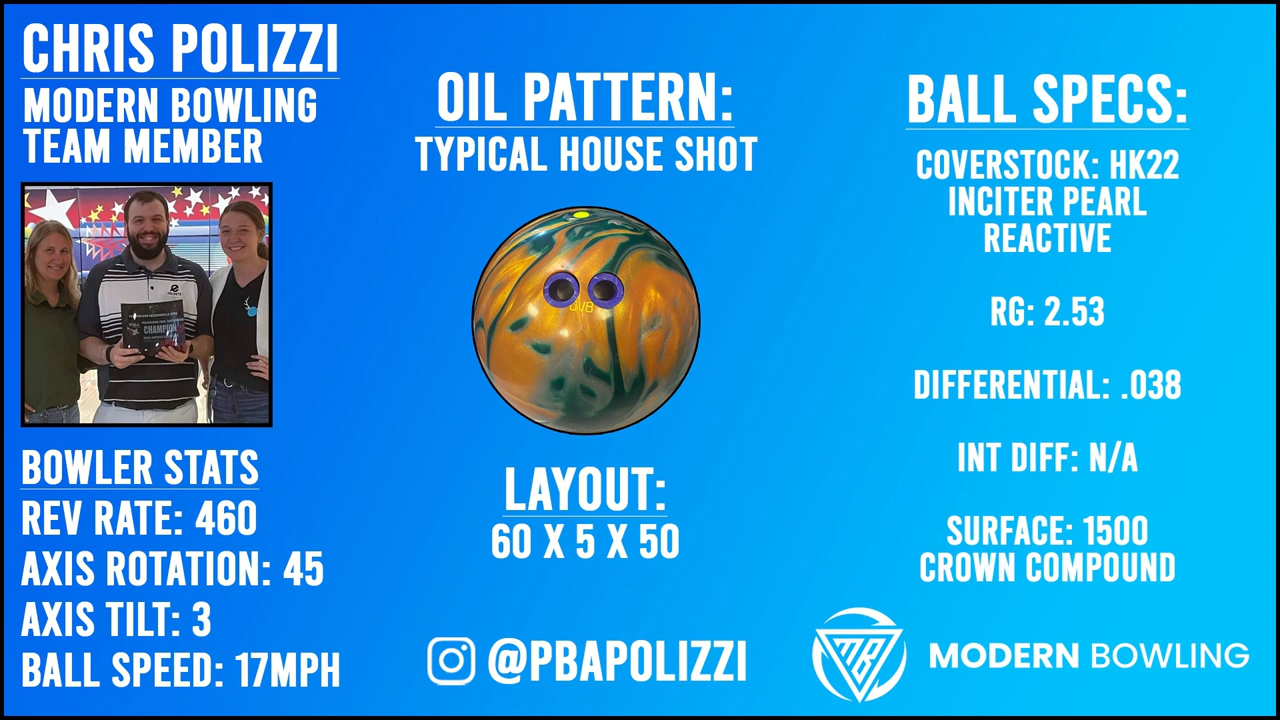 CHRIS POLIZZI
MODERN BOWLING
TEAM MEMBER
CHAMPION
BOWLER STATS
REV RATE: 460
AXIS ROTATION: 45
AXIS TILT: 3
BALL SPEED: 17MPH
OIL PATTERN:
TYPICAL HOUSE SHOT
DV8
LAYOUT:
60 X 5 X 50
@PBAPOLIZZI
BALL SPECS:
COVERSTOCK: HK22
INCITER PEARL
REACTIVE
RG: 2.53
DIFFERENTIAL: .038
INT DIFF: N/A
SURFACE: 1500
CROWN COMPOUND
MODERN BOWLING